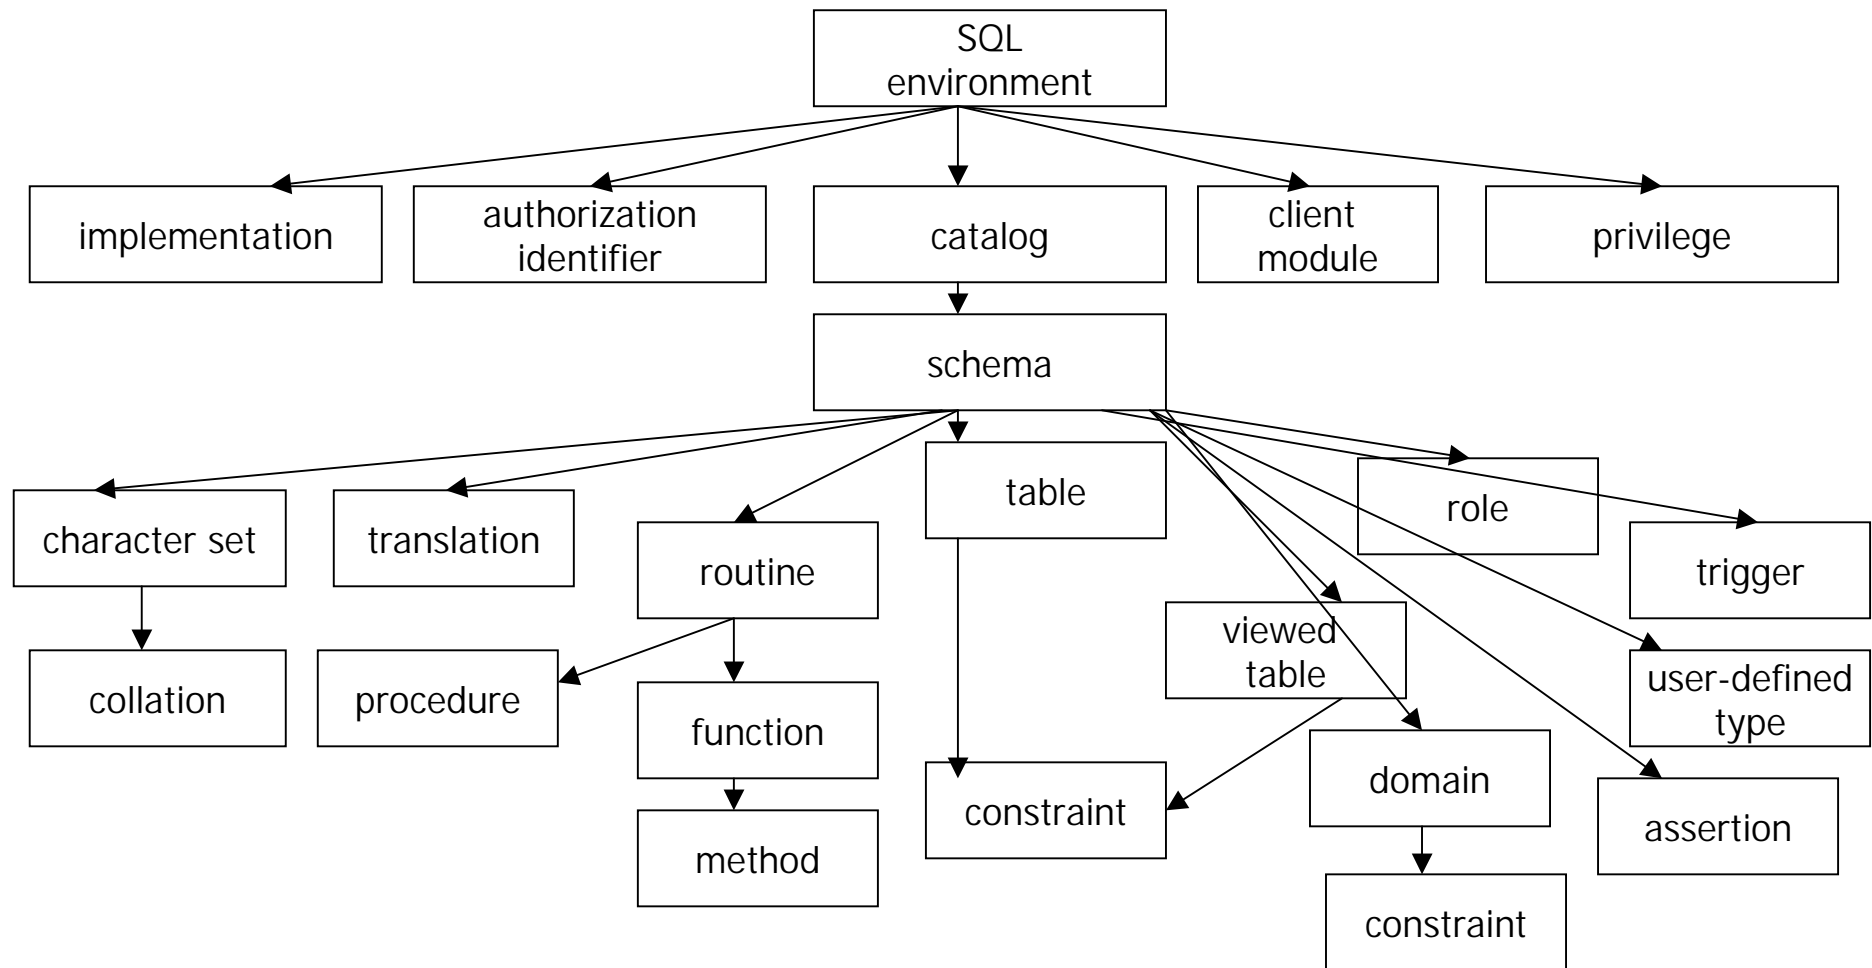 SQL
environment
implementation
authorization
identifier
catalog
client
module
privilege
schema
character set
translation
routine
table
role
trigger
collation
procedure
function
method
viewed
table
user-defined
type
constraint
domain
assertion
constraint